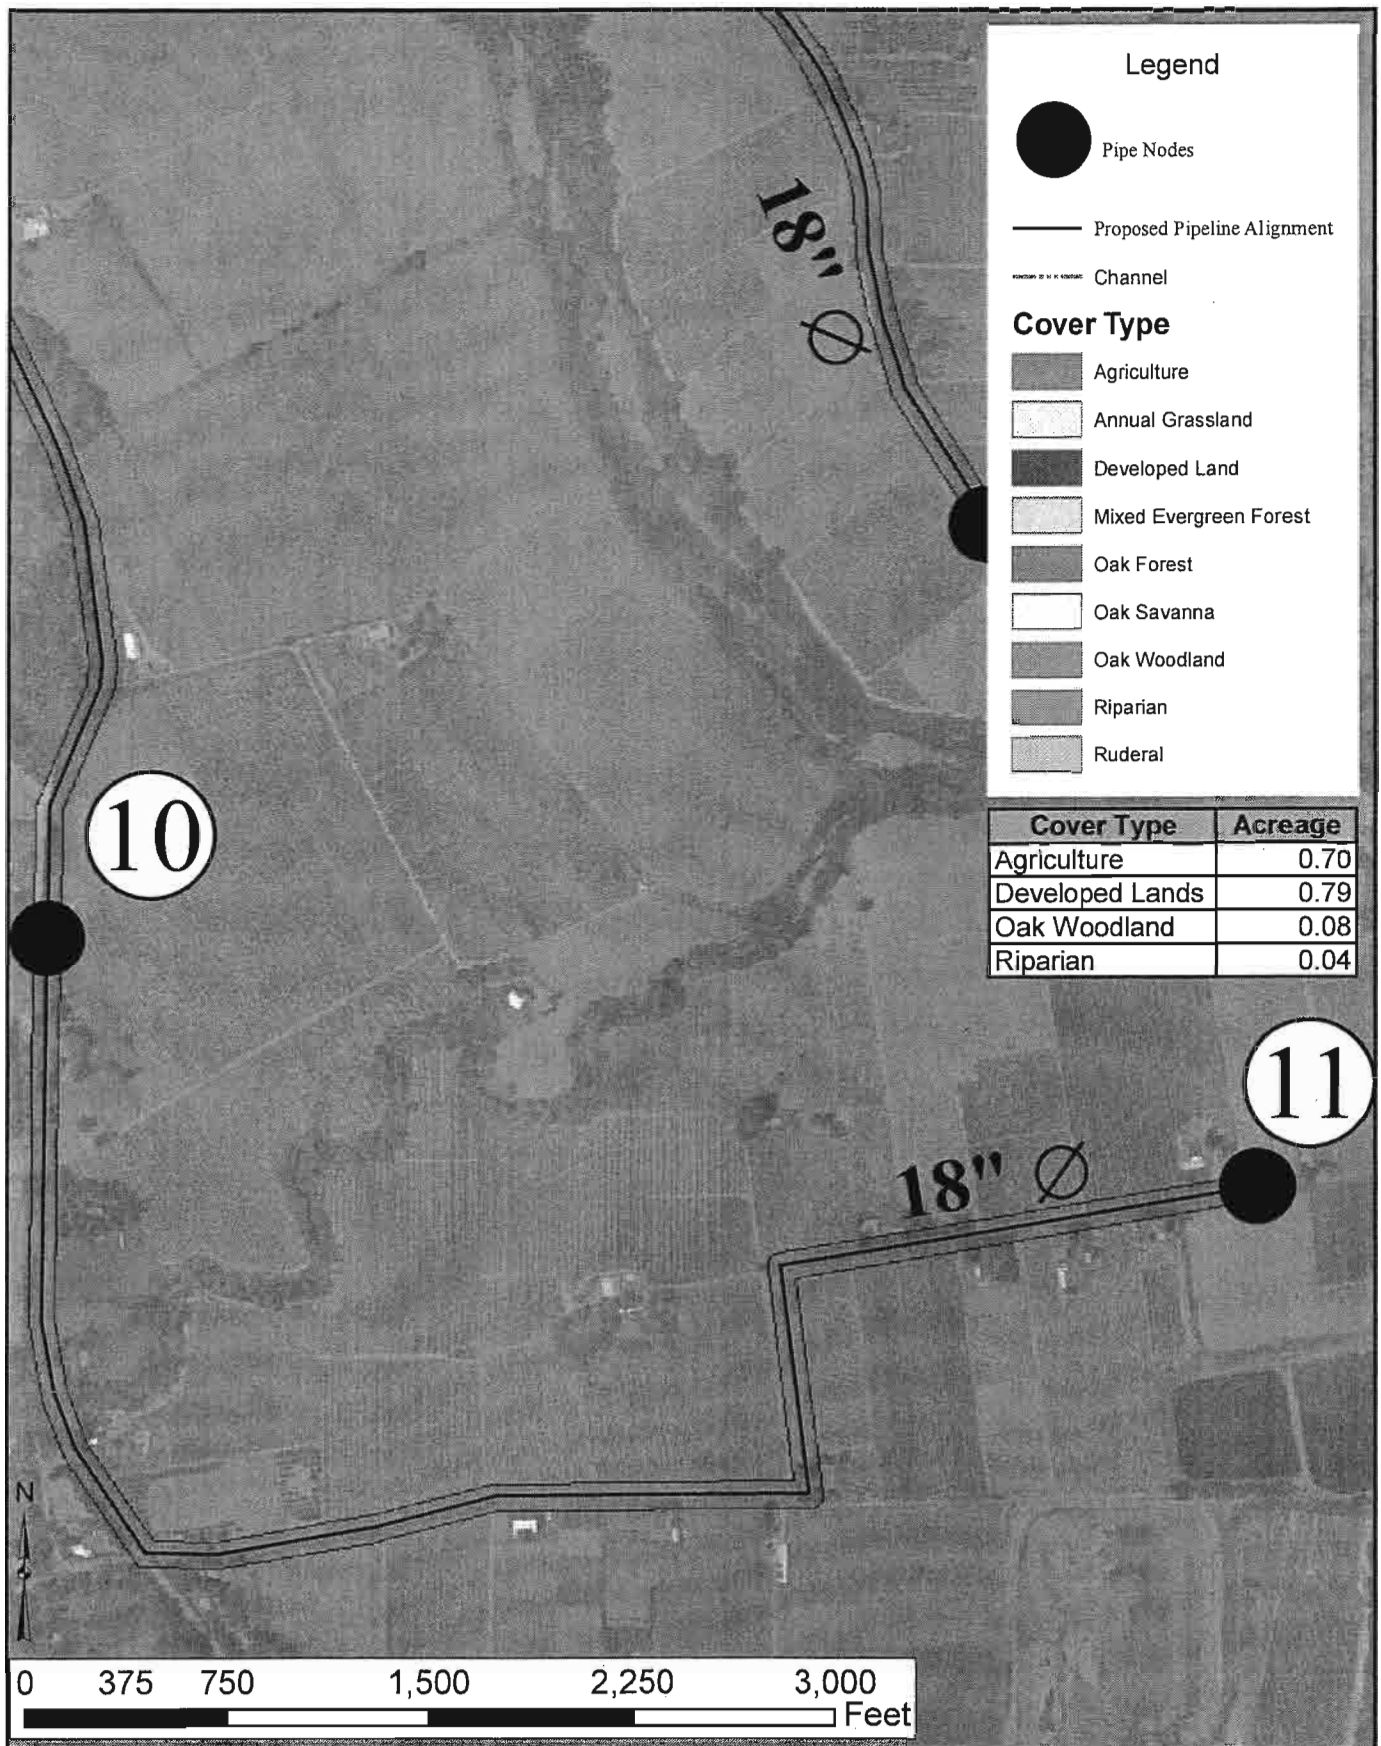 Legend
Pipe Nodes
Proposed Pipeline Alignment
Channel
Cover Type
Agriculture
Annual Grassland
Developed Land
Mixed Evergreen Forest
Oak Forest
Oak Savanna
Oak Woodland
Riparian
Ruderal
Cover Type Acreage
Agriculture 0.70
Developed Lands 0.79
Oak Woodland 0.08
Riparian 0.04
18" Ø
10
11
18" Ø
N
0 375 750 1,500 2,250 3,000
Feet